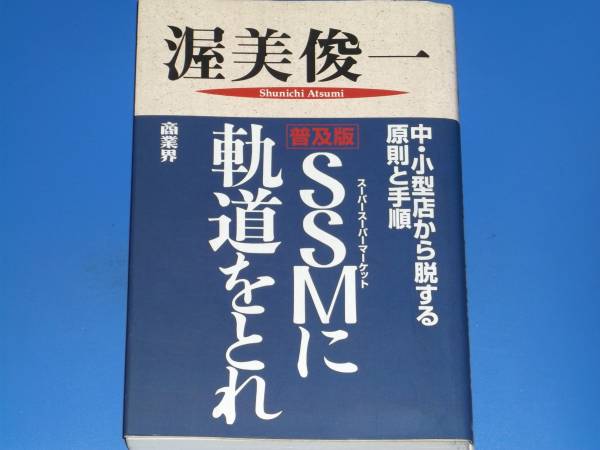 渥美俊一
Shunichi Atsumi
中・小型店から脱する
原則と手順
スーパースーパーマーケット
普及版
SSMに
軌道をとれ
商業界